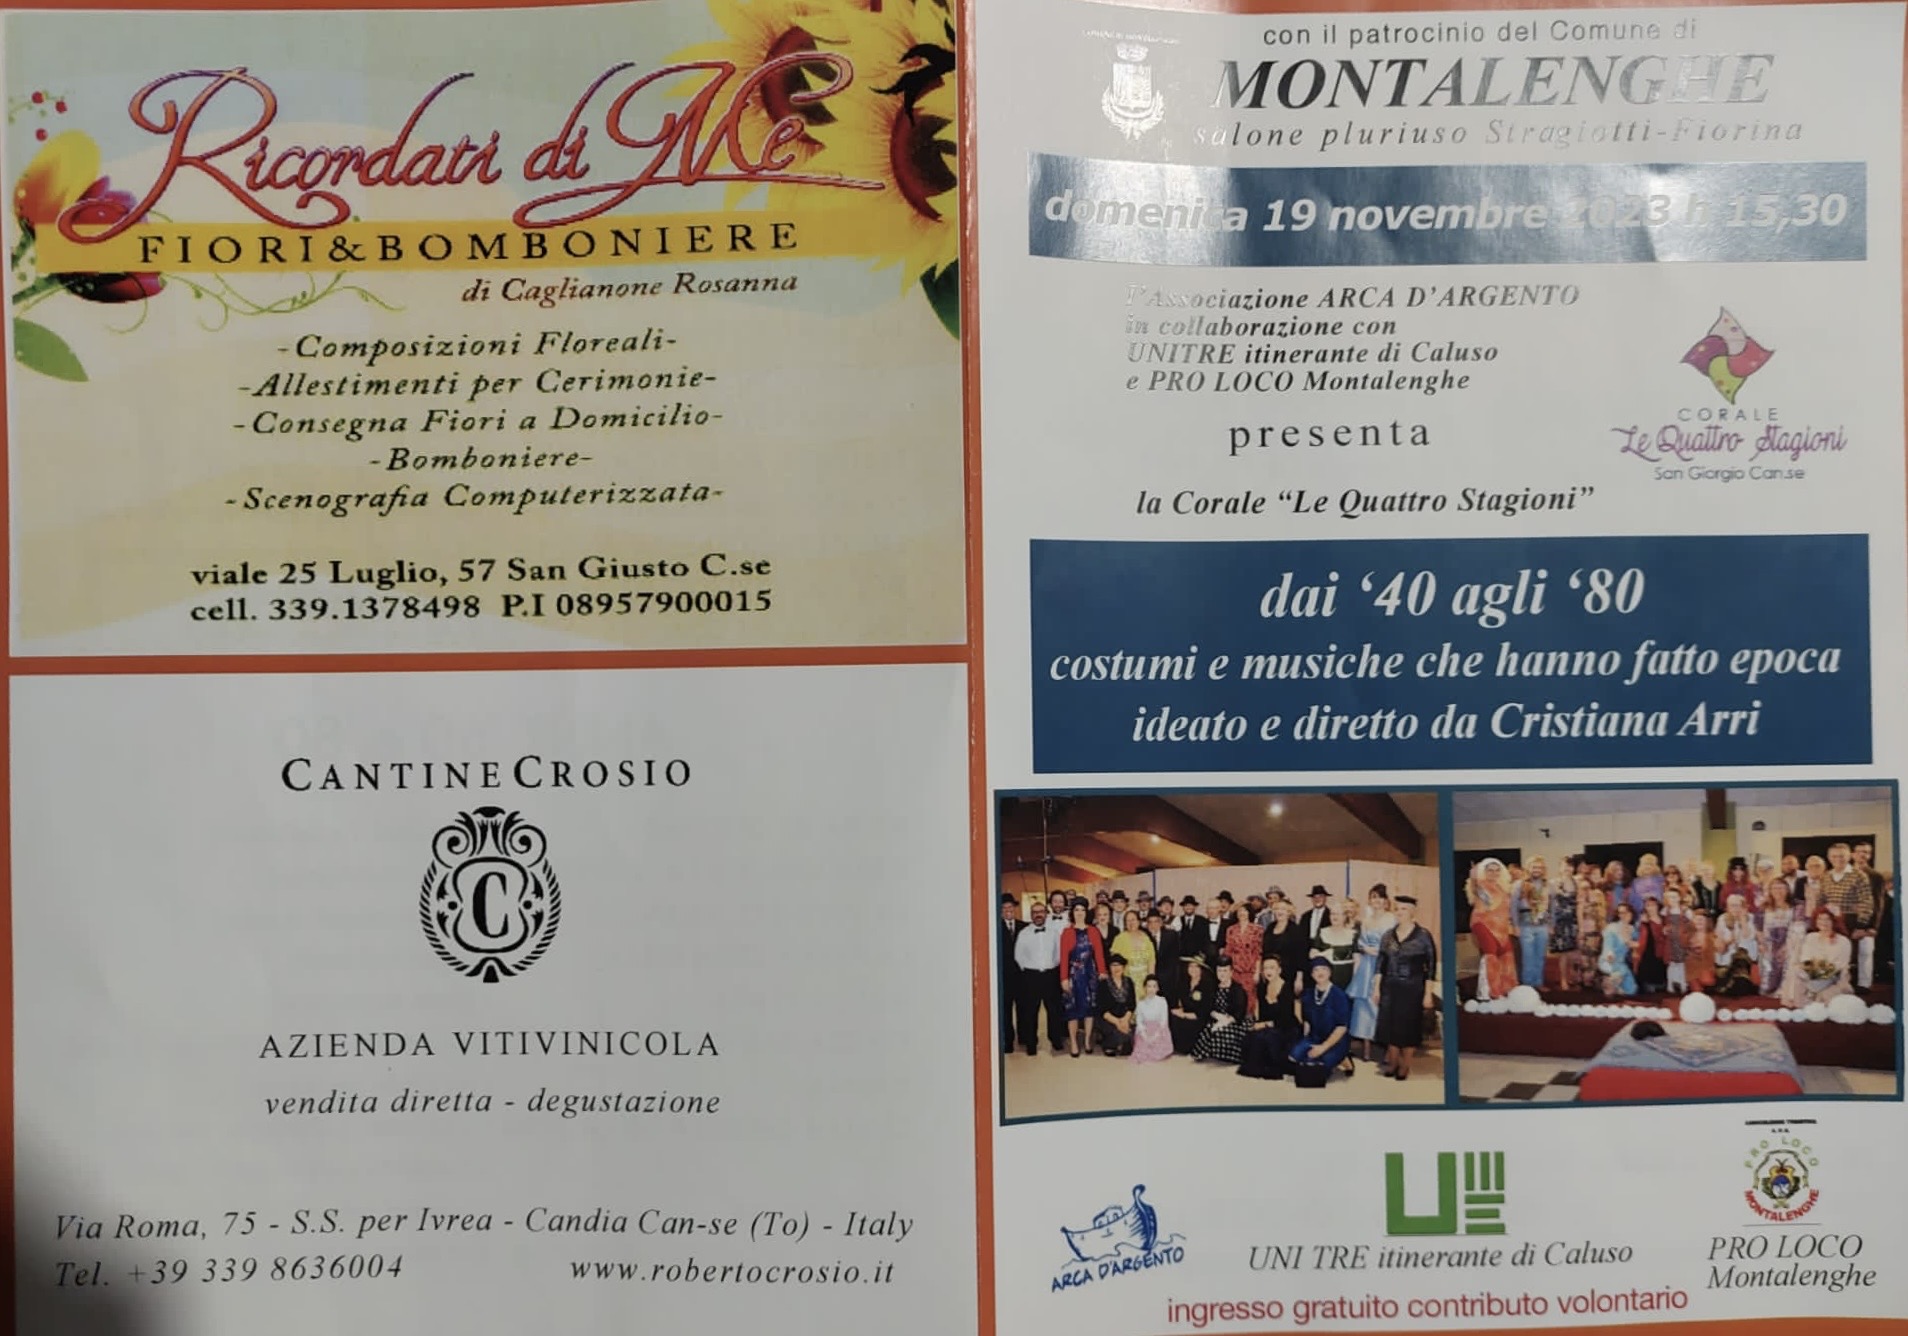 Ricordati di Me
FIORI&BOMBONIERE
di Caglianone Rosanna
-Composizioni Floreali-
-Allestimenti per Cerimonie-
-Consegna Fiori a Domicilio-
-Bomboniere-
-Scenografia Computerizzata-
viale 25 Luglio, 57 San Giusto C.se
cell. 339.1378498 P.I 08957900015
CANTINE CROSIO
C
AZIENDA VITIVINICOLA
vendita diretta - degustazione
Via Roma, 75 - S.S. per Ivrea - Candia Can-se (To) - Italy
Tel. +39 339 8636004 www.robertocrosio.it
con il patrocinio del Comune di
MONTALENGHE
salone pluriuso Stragiotti-Fiorina
domenica 19 novembre 2023 h 15,30
l'Associazione ARCA D'ARGENTO
in collaborazione con
UNITRE itinerante di Caluso
e PRO LOCO Montalenghe
presenta
CORALE
Le Quattro Stagioni
San Giorgio Can.se
la Corale “Le Quattro Stagioni”
dai ‘40 agli ‘80
costumi e musiche che hanno fatto epoca
ideato e diretto da Cristiana Arri
ARCA D'ARGENTO
UNI TRE itinerante di Caluso
PRO LOCO
MONTALENGHE
PRO LOCO
Montalenghe
ingresso gratuito contributo volontario